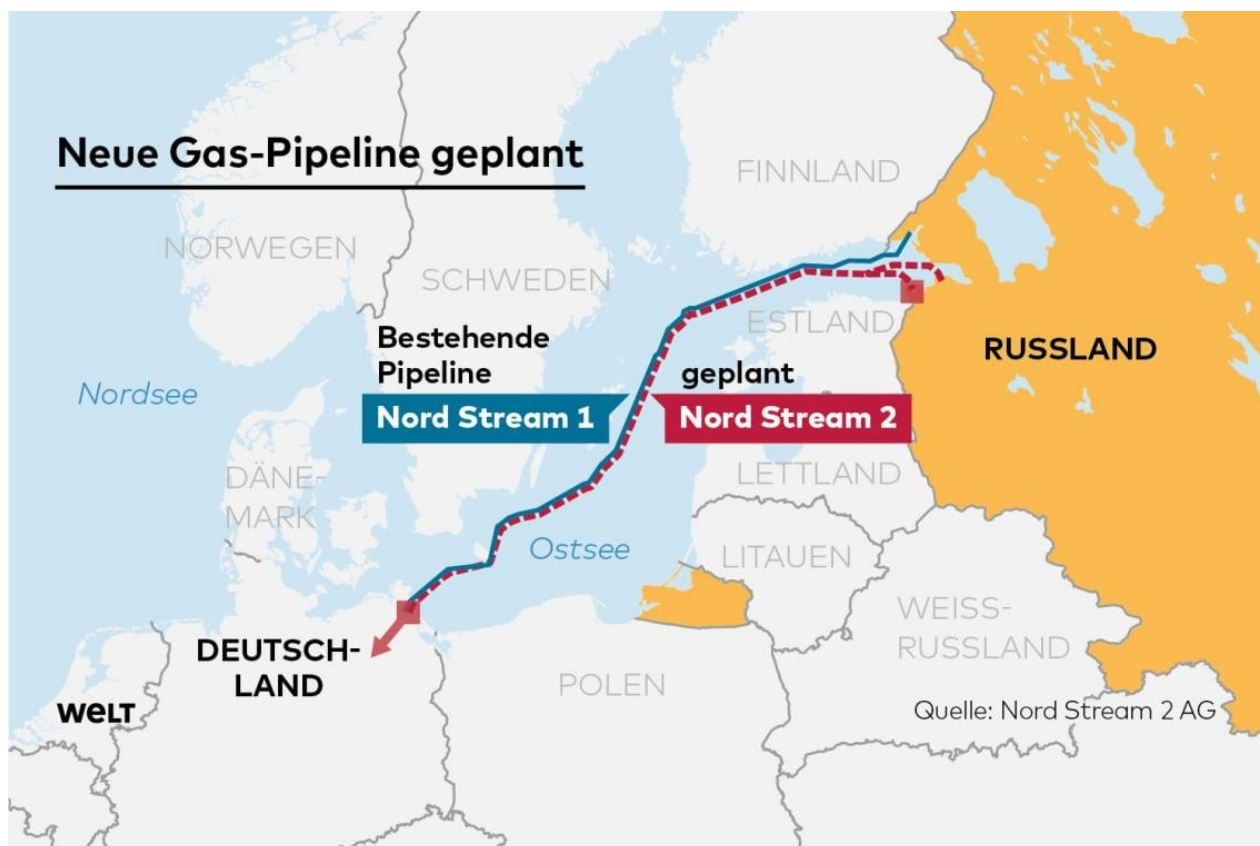 Neue Gas-Pipeline geplant
FINNLAND
NORWEGEN
SCHWEDEN
ESTLAND
RUSSLAND
Bestehende
Pipeline
Nord Stream 1
geplant
Nord Stream 2
Nordsee
DÄNE-
MARK
LETTLAND
Ostsee
LITAUEN
WEISS-
RUSSLAND
DEUTSCH-
LAND
POLEN
WELT
Quelle: Nord Stream 2 AG